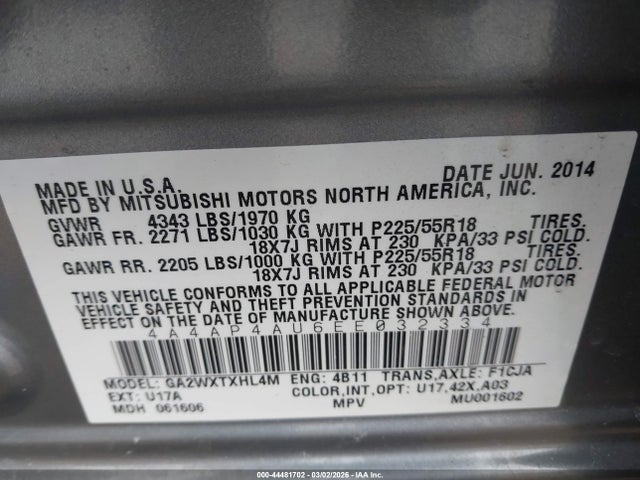 MADE IN U.S.A. DATE JUN. 2014
MFD BY MITSUBISHI MOTORS NORTH AMERICA, INC.
GVWR 4343 LBS/1970 KG
GAWR FR. 2271 LBS/1030 KG WITH P225/55R18 TIRES.
18X7J RIMS AT 230 KPA/33 PSI COLD.
GAWR RR. 2205 LBS/1000 KG WITH P225/55R18 TIRES.
18X7J RIMS AT 230 KPA/33 PSI COLD.
THIS VEHICLE CONFORMS TO ALL APPLICABLE FEDERAL MOTOR
VEHICLE SAFETY AND THEFT PREVENTION STANDARDS IN
EFFECT ON THE DATE OF MANUFACTURE SHOWN ABOVE.
4A4AP4AU6EE032334
MODEL: GA2WXTXHL4M ENG: 4B11 TRANS,AXLE: F1CJA
EXT: U17A COLOR,INT,OPT: U17,42X,A03
MDH 061606 MPV MU001602
000-44481702 - 03/02/2026 - IAAI Inc.